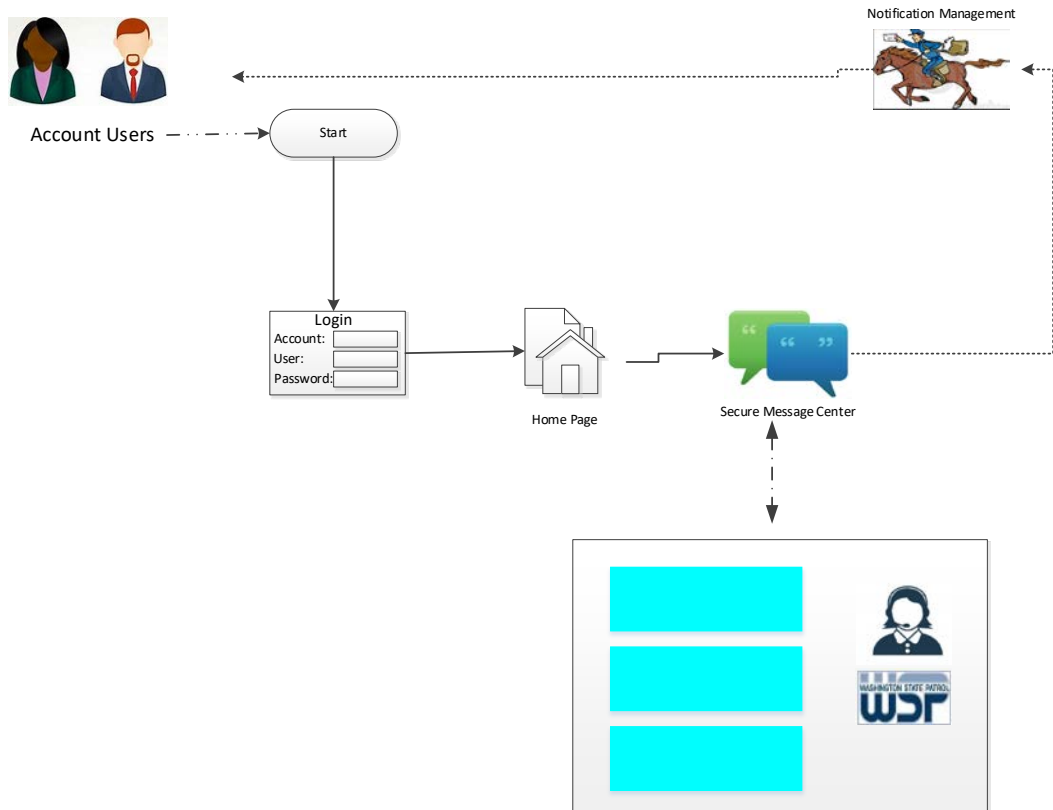 Notification Management
Account Users
Start
Login
Account:
User:
Password:
Home Page
Secure Message Center
WASHINGTON STATE PATROL
WSP